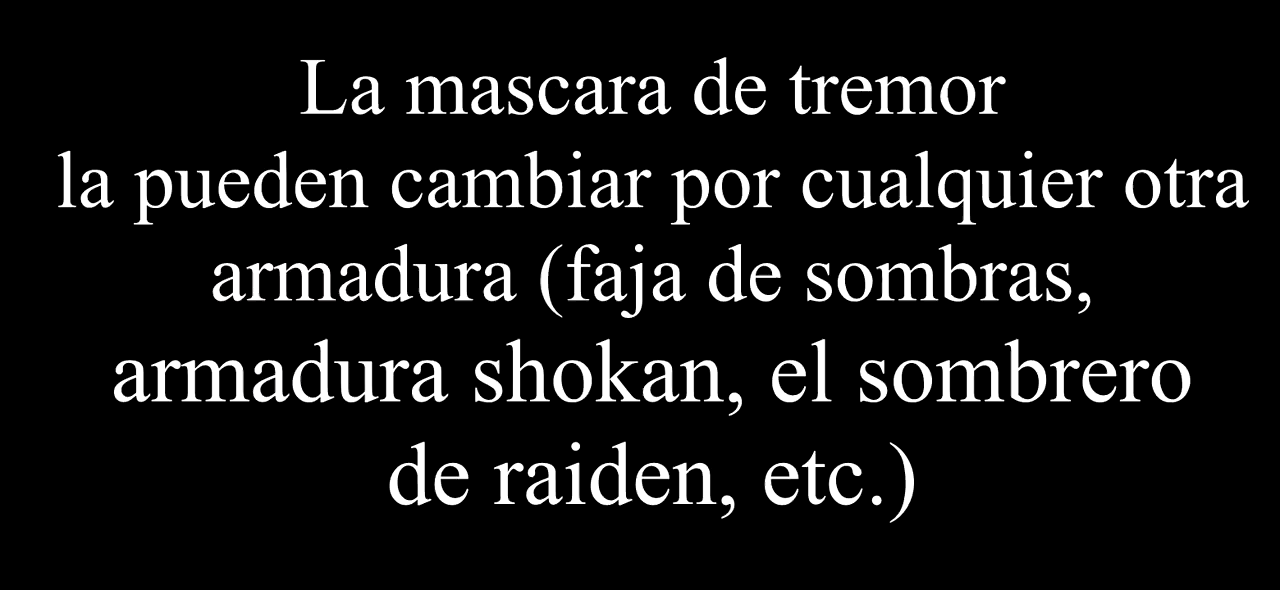 La mascara de tremor
la pueden cambiar por cualquier otra
armadura (faja de sombras,
armadura shokan, el sombrero
de raiden, etc.)